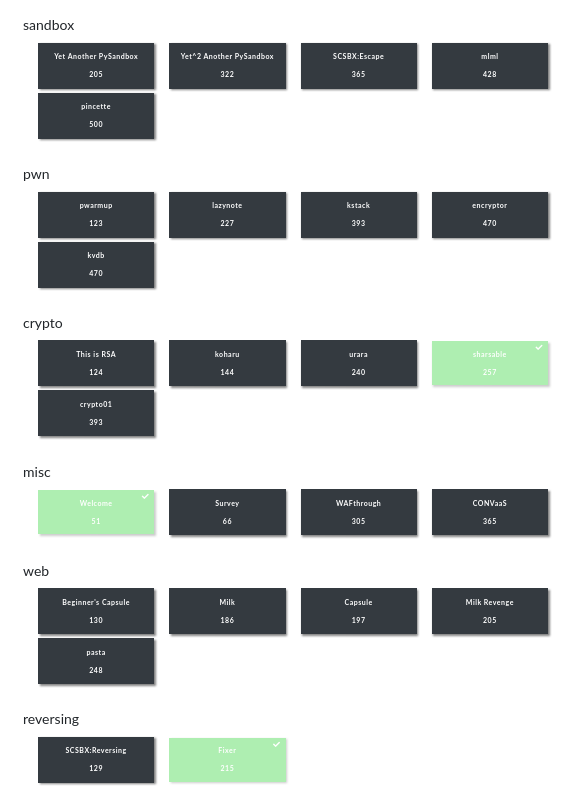 sandbox
Yet Another PySandbox
205
Yet^2 Another PySandbox
322
SCSBX:Escape
365
mlml
428
pincette
500
pwn
pwarmup
123
lazynote
227
kstack
393
encryptor
470
kvdb
470
crypto
This is RSA
124
koharu
144
urara
240
sharsable
257
crypto01
393
misc
Welcome
51
Survey
66
WAFthrough
305
CONVaaS
365
web
Beginner's Capsule
130
Milk
186
Capsule
197
Milk Revenge
205
pasta
248
reversing
SCSBX:Reversing
129
Fixer
215